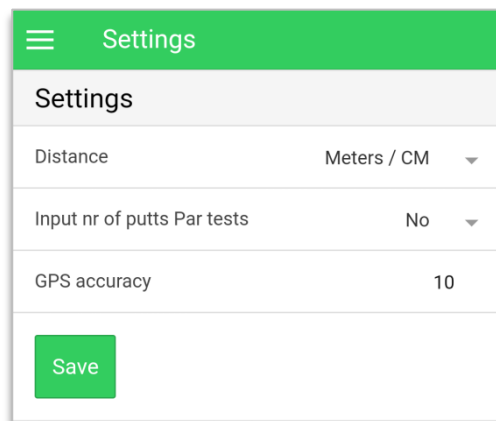 Settings
Settings
Distance Meters / CM
Input nr of putts Par tests No
GPS accuracy 10
Save